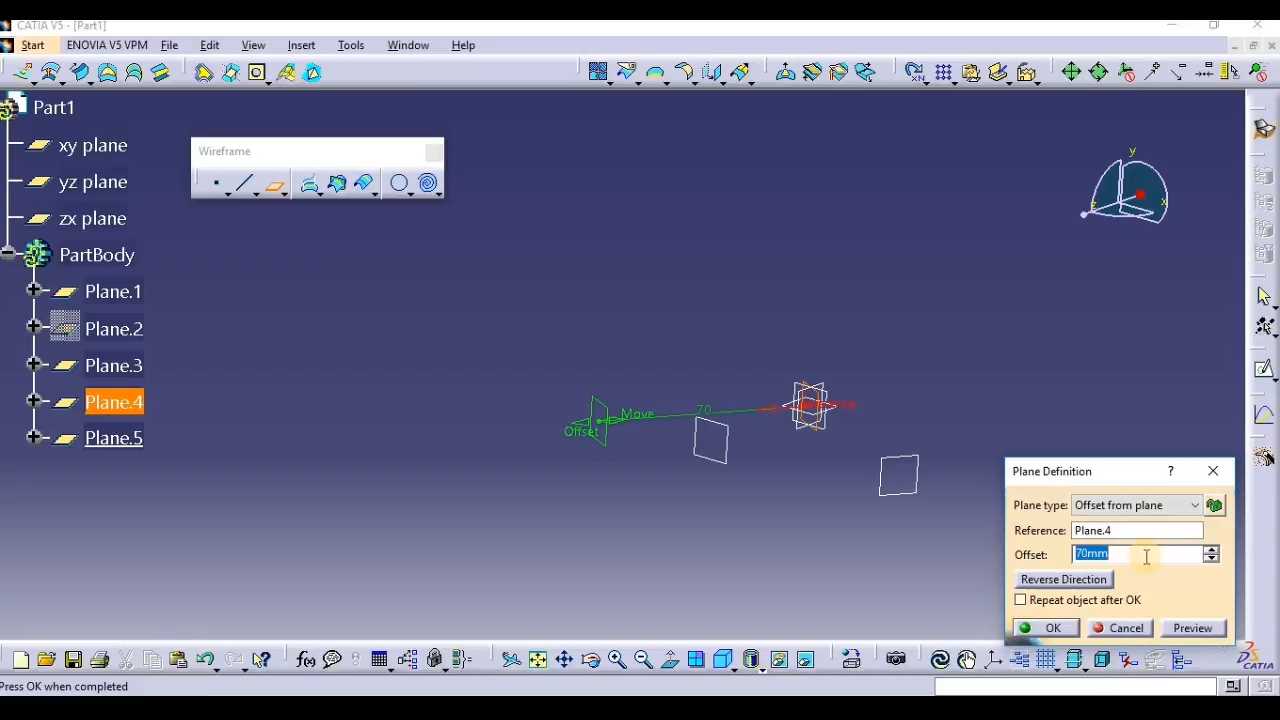 CATIA V5 - [Part1]
Start ENOVIA V5 VPM File Edit View Insert Tools Window Help
Part1
xy plane
yz plane
zx plane
PartBody
Plane.1
Plane.2
Plane.3
Plane.4
Plane.5
Wireframe
y
z
x
Move
70
Offset
Plane Definition
Plane type: Offset from plane
Reference: Plane.4
Offset: 70mm
Reverse Direction
Repeat object after OK
OK Cancel Preview
f(x)
CATIA
Press OK when completed